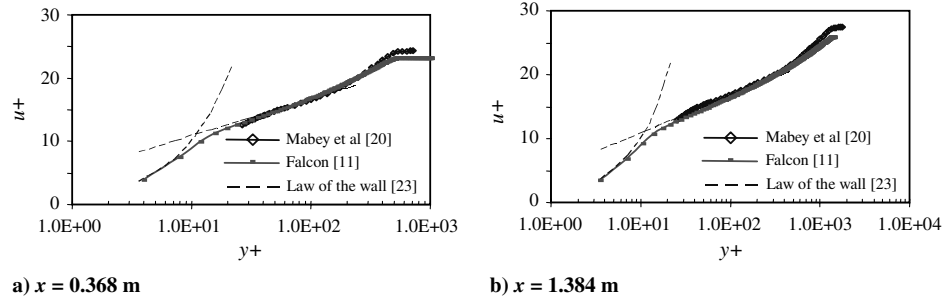 30
20
10
0
u+
1.0E+00
1.0E+01
1.0E+02
1.0E+03
y+
Mabey et al [20]
Falcon [11]
Law of the wall [23]
a) x = 0.368 m
30
20
10
0
u+
1.0E+00
1.0E+01
1.0E+02
1.0E+03
1.0E+04
y+
Mabey et al [20]
Falcon [11]
Law of the wall [23]
b) x = 1.384 m